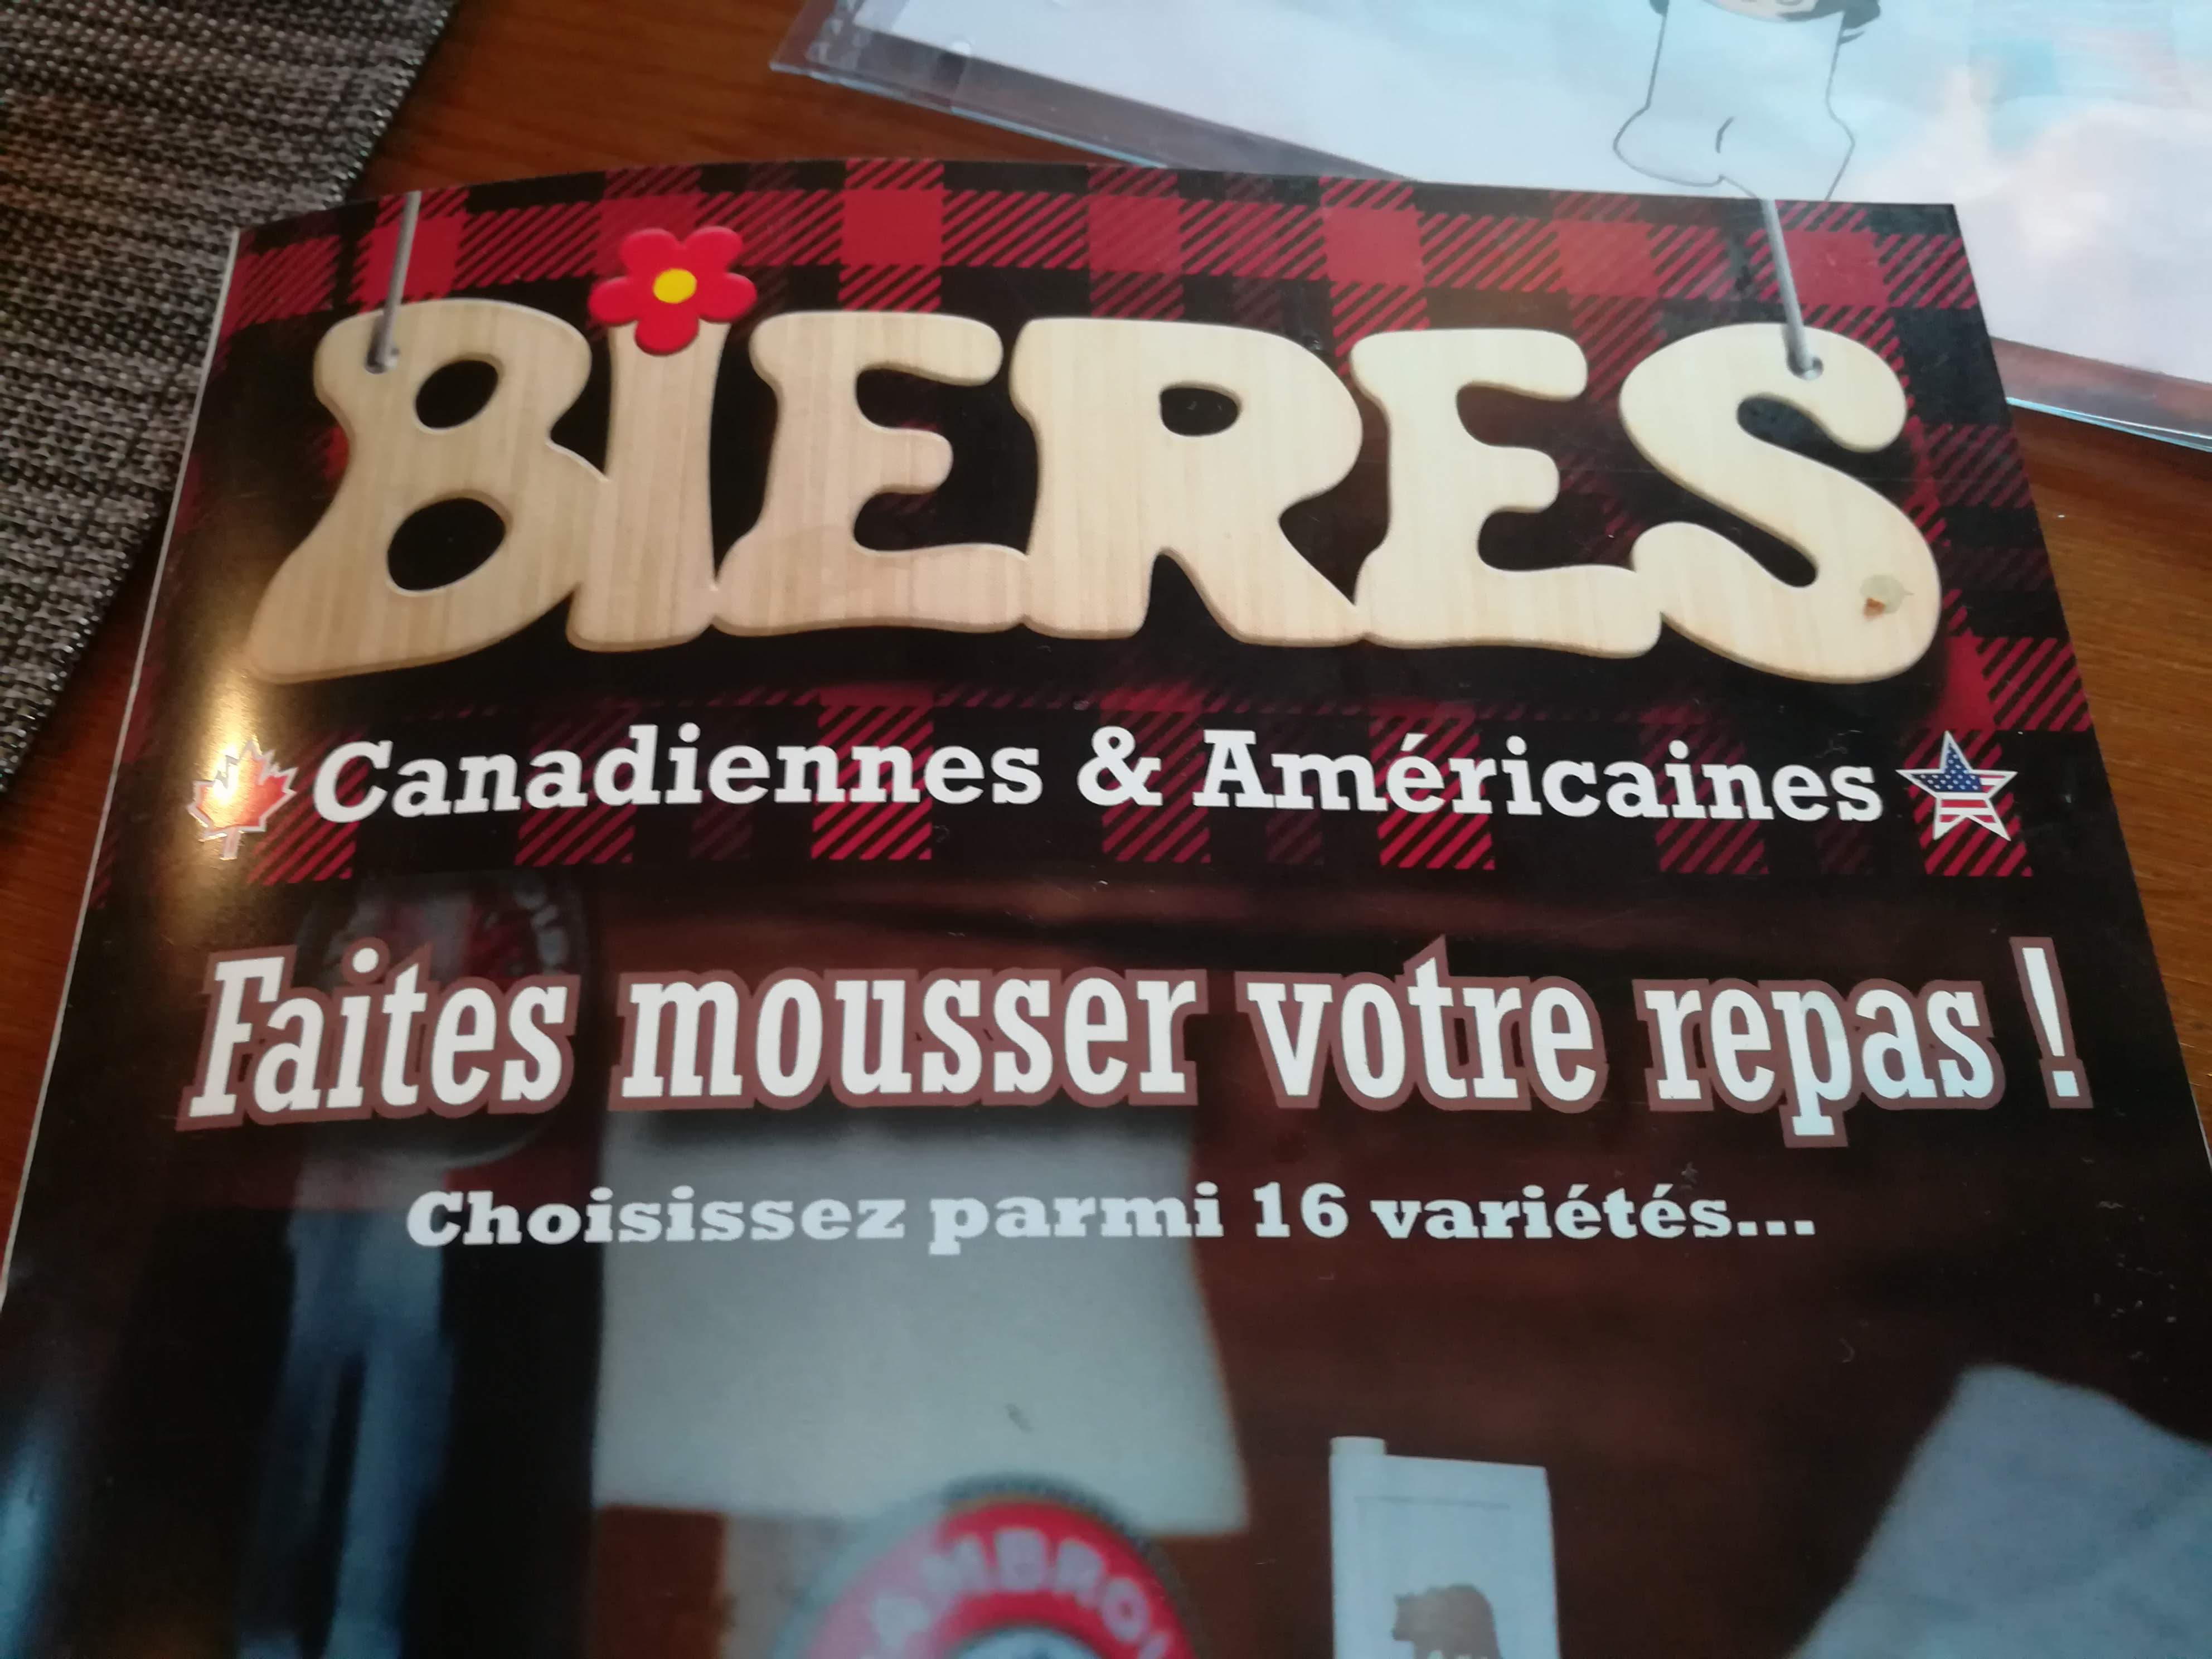 BiERES
Canadiennes & Américaines
Faites mousser votre repas !
Choisissez parmi 16 variétés...